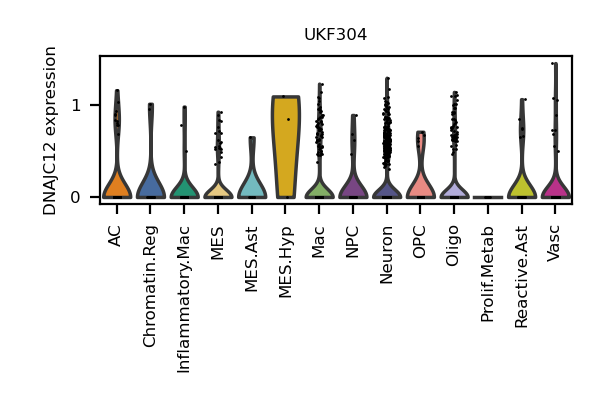 UKF304
DNAJC12 expression
1
0
AC
Chromatin.Reg
Inflammatory.Mac
MES
MES.Ast
MES.Hyp
Mac
NPC
Neuron
OPC
Oligo
Prolif.Metab
Reactive.Ast
Vasc